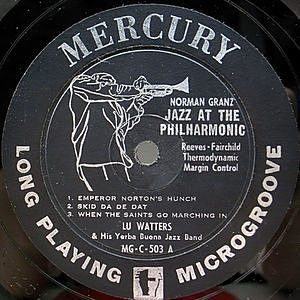 MERCURY
NORMAN GRANZ'
JAZZ AT THE
PHILHARMONIC
Reeves-Fairchild
Thermodynamic
Margin Control
1. EMPEROR NORTON'S HUNCH
2. SKID DA DE DAT
3. WHEN THE SAINTS GO MARCHING IN
LU WATTERS
& His Yerba Buena Jazz Band
MG-C-503 A
LONG PLAYING MICROGROOVE